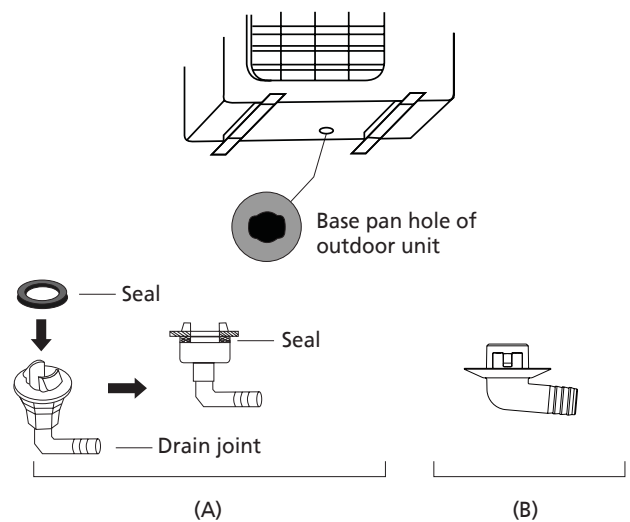 Base pan hole of
outdoor unit
Seal
Seal
Drain joint
(A)
(B)